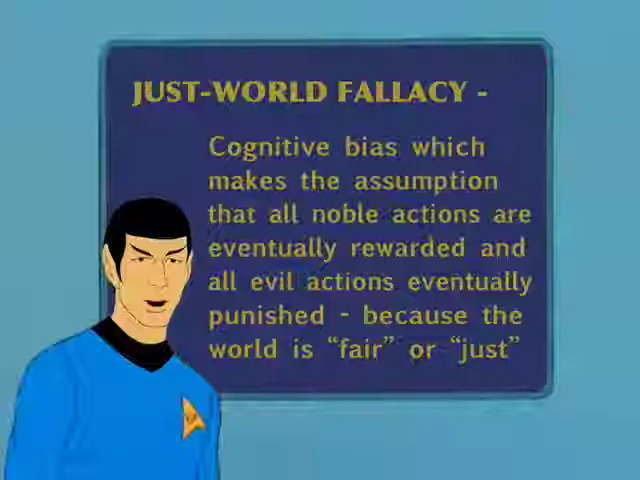 JUST-WORLD FALLACY -
Cognitive bias which
makes the assumption
that all noble actions are
eventually rewarded and
all evil actions eventually
punished - because the
world is “fair” or “just”